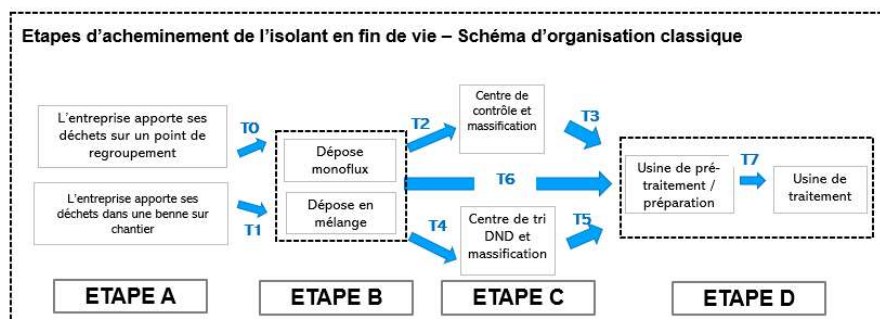 Etapes d'acheminement de l'isolant en fin de vie – Schéma d'organisation classique
L'entreprise apporte ses
déchets sur un point de
regroupement
T0
L'entreprise apporte ses
déchets dans une benne sur
chantier
T1
Dépose
monoflux
Dépose en
mélange
T2
T6
T4
Centre de
contrôle et
massification
Centre de tri
DND et
massification
T3
T5
Usine de pré-
traitement /
préparation
T7
Usine de
traitement
ETAPE A
ETAPE B
ETAPE C
ETAPE D